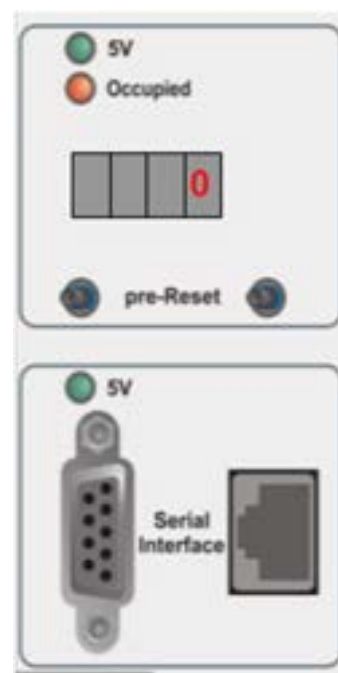 5V
Occupied
0
pre-Reset
5V
Serial
Interface